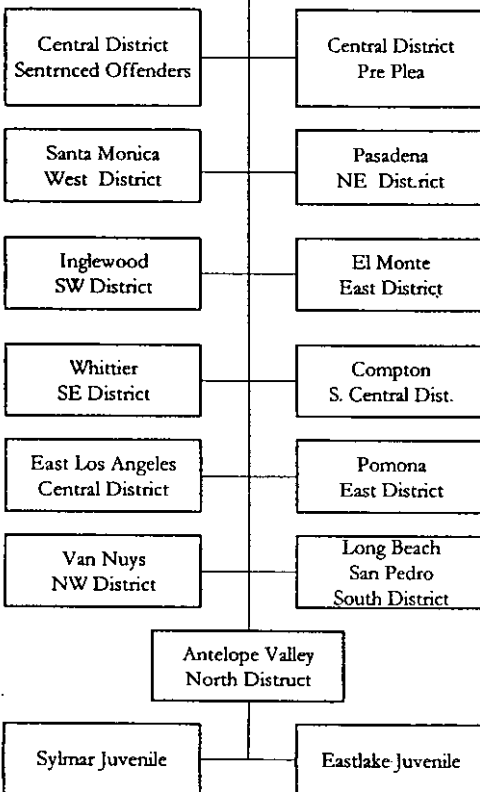 Central District
Sentrnced Offenders
Central District
Pre Plea
Santa Monica
West District
Pasadena
NE District
Inglewood
SW District
El Monte
East District
Whittier
SE District
Compton
S. Central Dist.
East Los Angeles
Central District
Pomona
East District
Van Nuys
NW District
Long Beach
San Pedro
South District
Antelope Valley
North Distruct
Sylmar Juvenile
Eastlake Juvenile